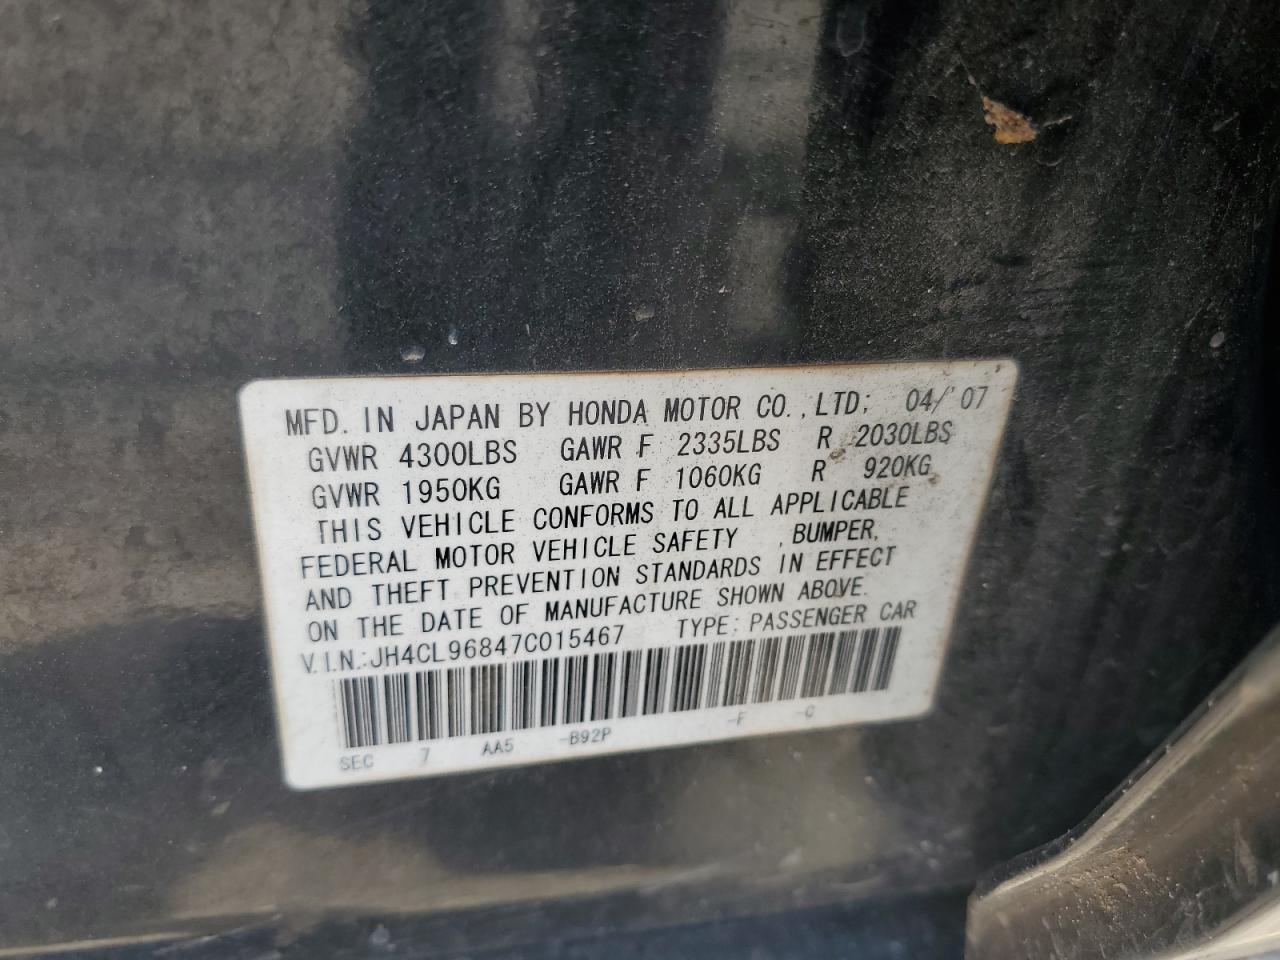 MFD. IN JAPAN BY HONDA MOTOR CO., LTD; 04/'07
GVWR 4300LBS GAWR F 2335LBS R 2030LBS
GVWR 1950KG GAWR F 1060KG R 920KG
THIS VEHICLE CONFORMS TO ALL APPLICABLE
FEDERAL MOTOR VEHICLE SAFETY , BUMPER,
AND THEFT PREVENTION STANDARDS IN EFFECT
ON THE DATE OF MANUFACTURE SHOWN ABOVE.
V.I.N.:JH4CL96847C015467 TYPE: PASSENGER CAR
SEC 7 AA5 -B92P -F -C